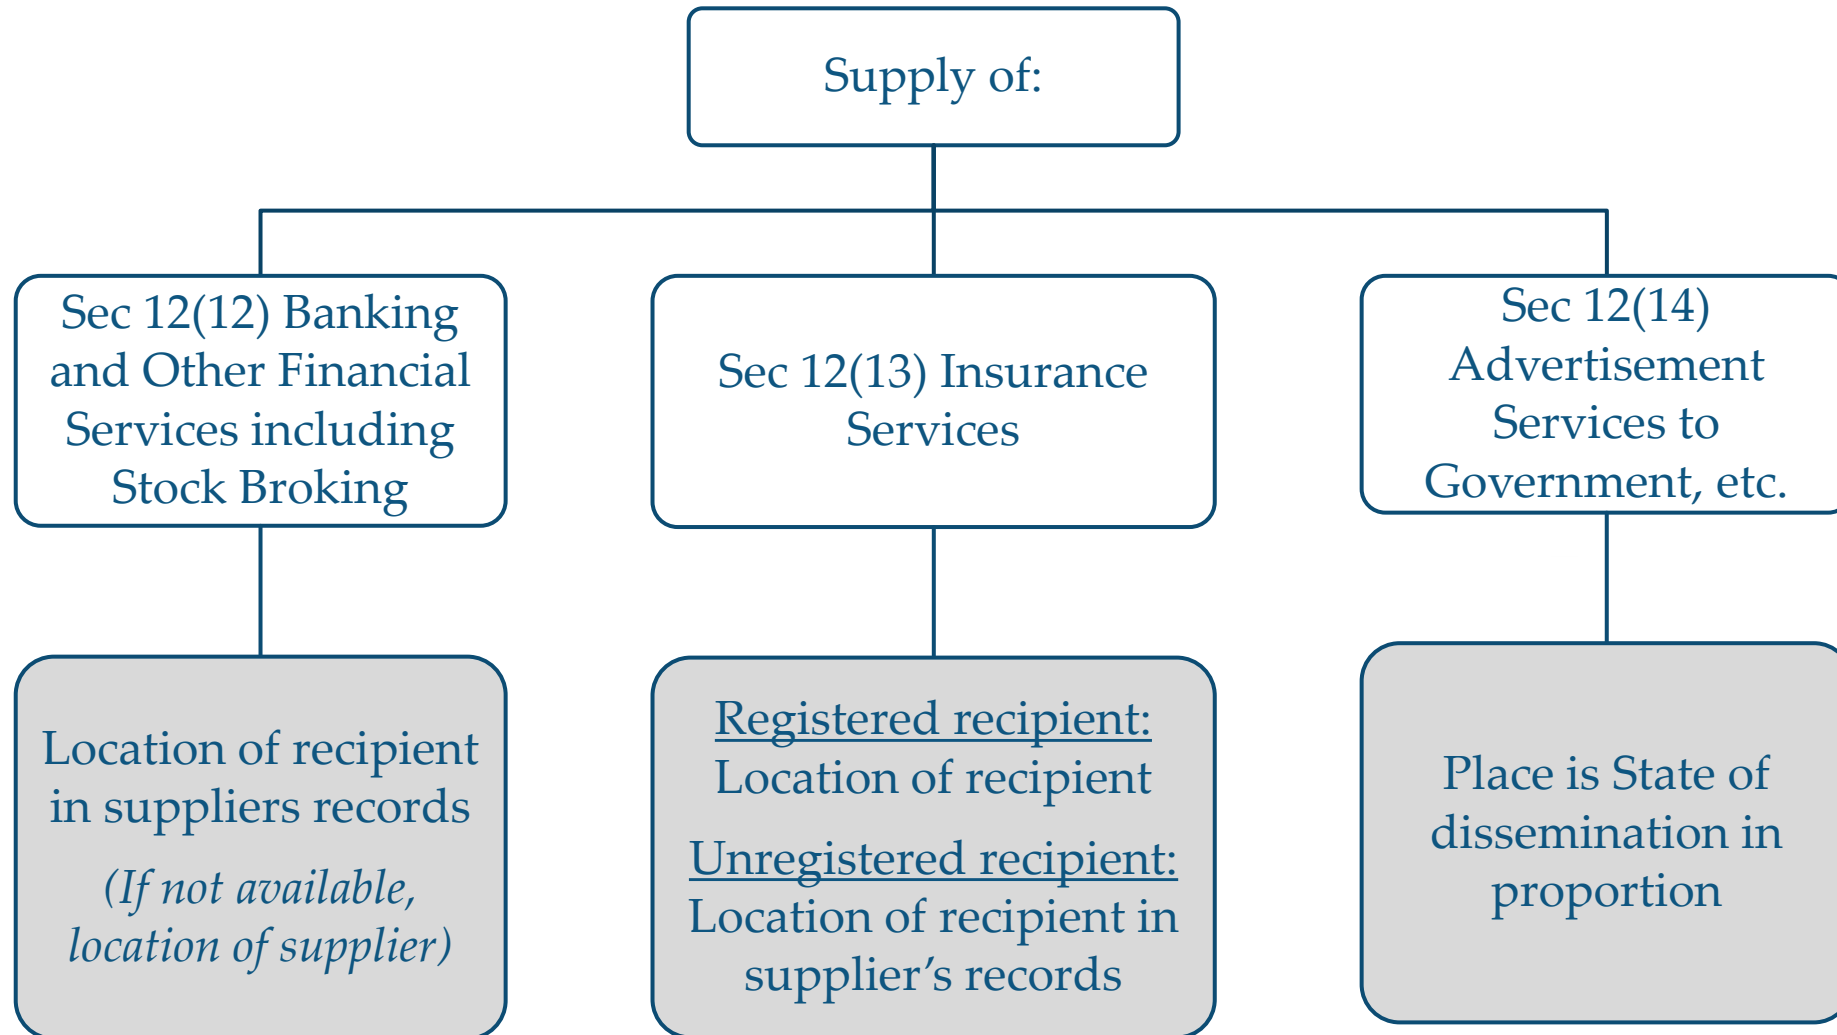 Supply of:
Sec 12(12) Banking
and Other Financial
Services including
Stock Broking
Sec 12(13) Insurance
Services
Sec 12(14)
Advertisement
Services to
Government, etc.
Location of recipient
in suppliers records
(If not available,
location of supplier)
Registered recipient:
Location of recipient
Unregistered recipient:
Location of recipient in
supplier’s records
Place is State of
dissemination in
proportion